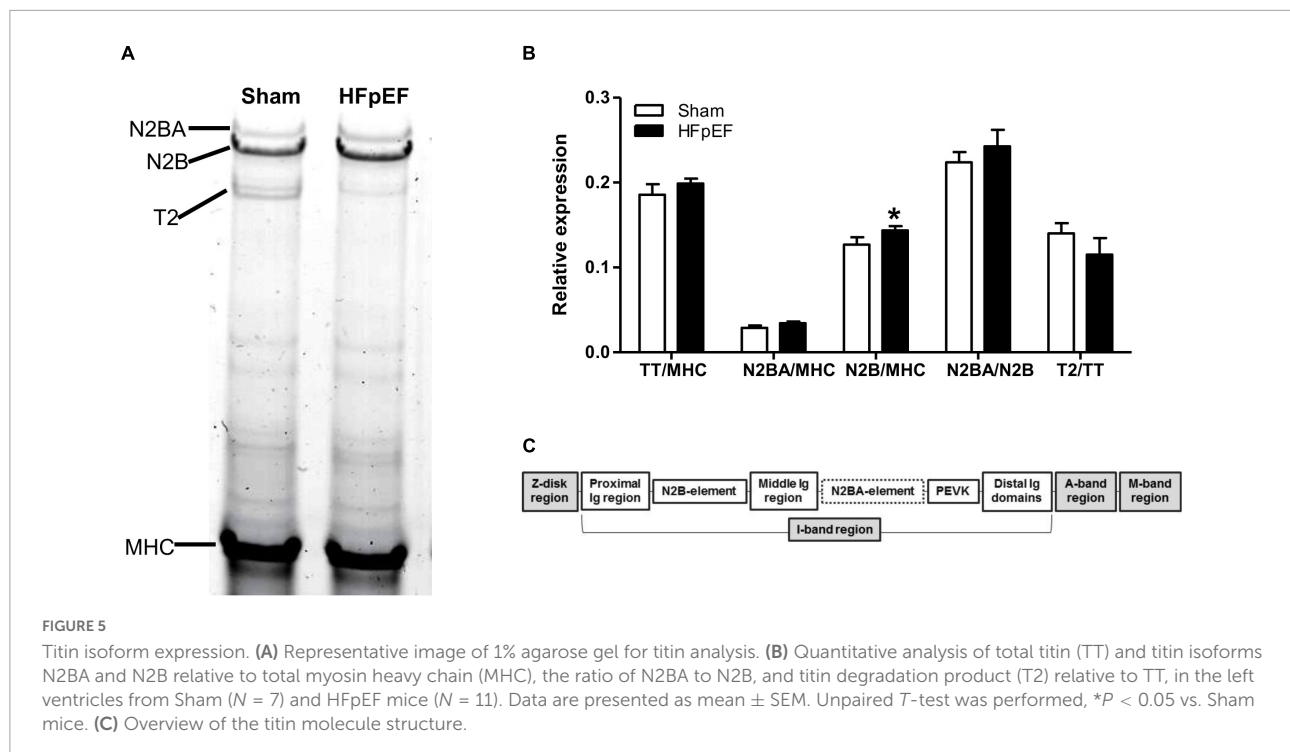 A
Sham HFpEF
N2BA
N2B
T2
MHC
B
Sham
HFpEF
Relative expression
0.3
0.2
0.1
0.0
*
TT/MHC N2BA/MHC N2B/MHC N2BA/N2B T2/TT
C
Z-disk region
Proximal Ig region
N2B-element
Middle Ig region
N2BA-element
PEVK
Distal Ig domains
A-band region
M-band region
I-band region
FIGURE 5
Titin isoform expression. (A) Representative image of 1% agarose gel for titin analysis. (B) Quantitative analysis of total titin (TT) and titin isoforms
N2BA and N2B relative to total myosin heavy chain (MHC), the ratio of N2BA to N2B, and titin degradation product (T2) relative to TT, in the left
ventricles from Sham (N = 7) and HFpEF mice (N = 11). Data are presented as mean ± SEM. Unpaired T-test was performed, *P < 0.05 vs. Sham
mice. (C) Overview of the titin molecule structure.